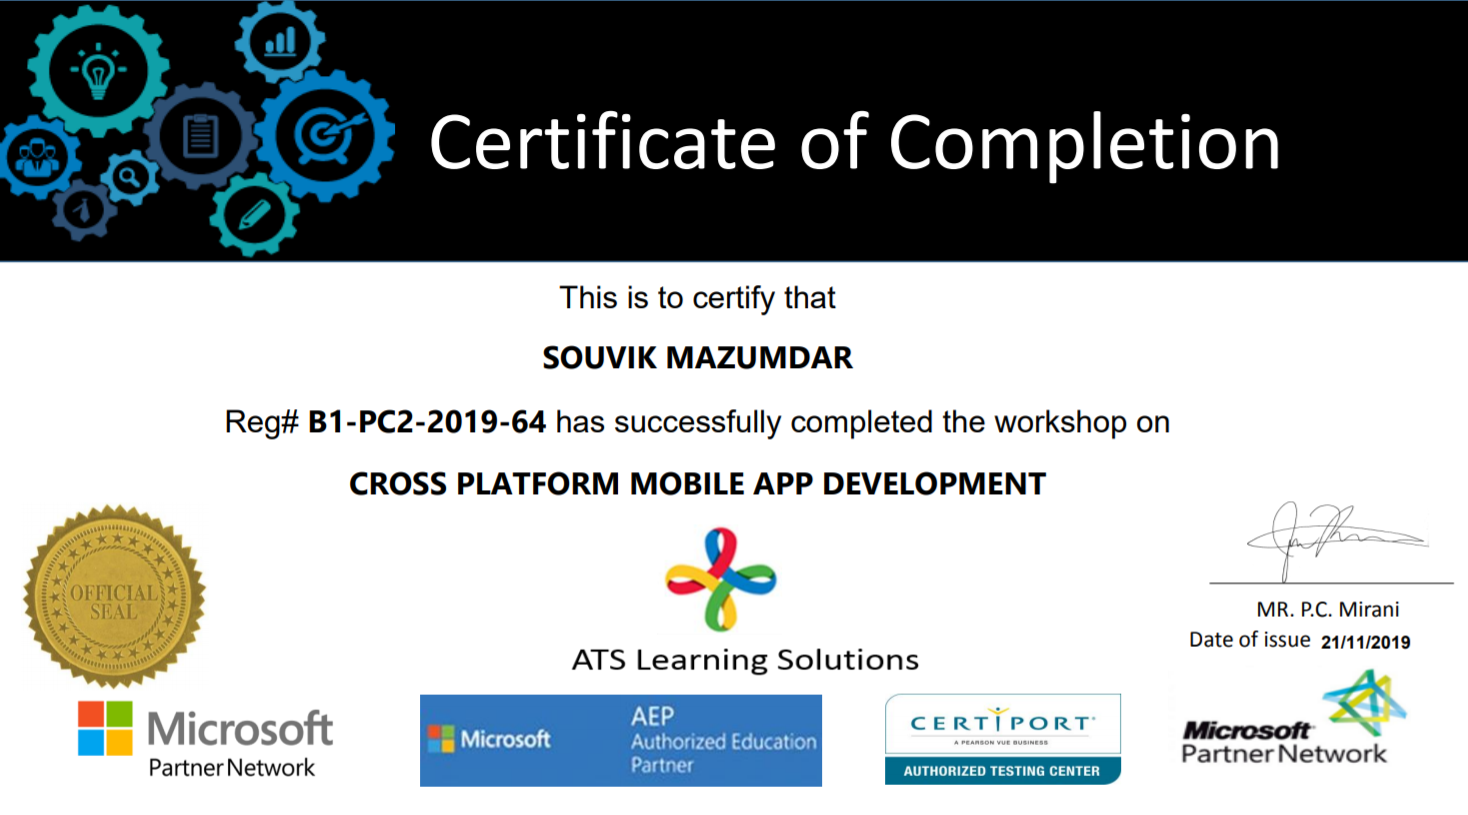 Certificate of Completion
This is to certify that
SOUVIK MAZUMDAR
Reg# B1-PC2-2019-64 has successfully completed the workshop on
CROSS PLATFORM MOBILE APP DEVELOPMENT
OFFICIAL
SEAL
ATS Learning Solutions
MR. P.C. Mirani
Date of issue 21/11/2019
Microsoft
Partner Network
Microsoft
AEP
Authorized Education
Partner
CERTIPORT
A PEARSON VUE BUSINESS
AUTHORIZED TESTING CENTER
Microsoft
Partner Network